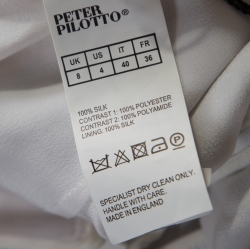 PETER
PILOTTO®
UK US IT FR
8 4 40 36
100% SILK
CONTRAST 1: 100% POLYESTER
CONTRAST 2: 100% POLYAMIDE
LINING: 100% SILK
P
SPECIALIST DRY CLEAN ONLY.
HANDLE WITH CARE.
MADE IN ENGLAND